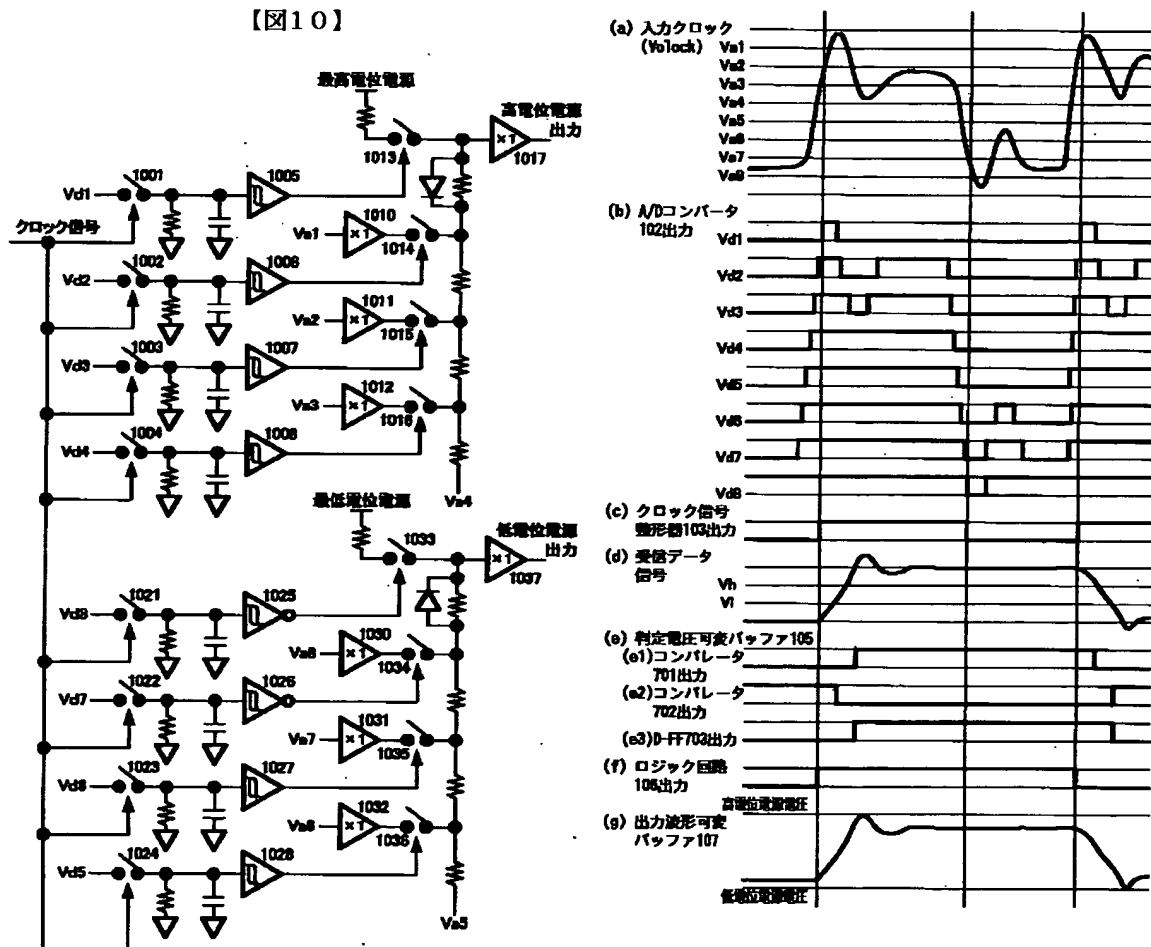 【図10】
最高電位電源
高電位電源
出力
1013
×1
1017
Vd1
1001
1005
クロック信号
Va1
×1
1010
1014
Vd2
1002
1006
Va2
×1
1011
1015
Vd3
1003
1007
Va3
×1
1012
1016
Vd4
1004
1008
Va4
最低電位電源
低電位電源
出力
1033
×1
1037
Vd8
1021
1025
×1
1030
1034
Vd7
1022
1026
Va7
×1
1031
1035
1023
1027
×1
1032
1036
Vd5
1024
1028
Va5
(a) 入力クロック
(Vclock)
Va1
Va2
Va3
Va4
Va5
Va6
Va7
Va8
(b) A/Dコンバータ
102出力
Vd1
Vd2
Vd3
Vd4
Vd5
Vd6
Vd7
Vd8
(c) クロック信号
整形器103出力
(d) 受信データ
信号
Vh
Vl
(e) 判定電圧可変バッファ105
(e1)コンパレータ
701出力
(e2)コンパレータ
702出力
(e3)D-FF703出力
(f) ロジック回路
106出力
高電位電源電圧
(g) 出力波形可変
バッファ107
低電位電源電圧